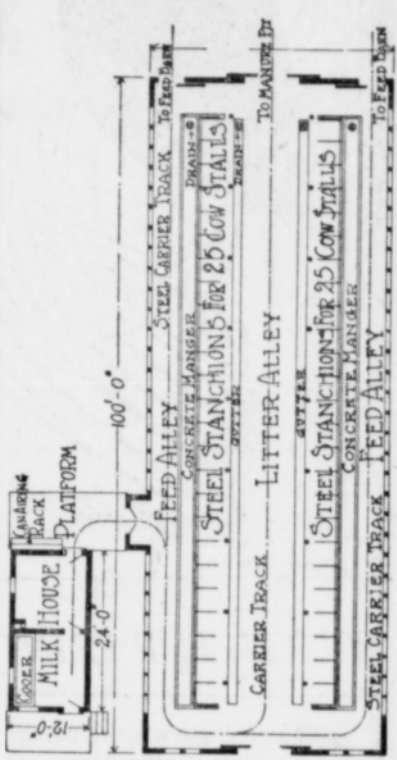 CAN AIRING
RACK
PLATFORM
COOLER
MILK HOUSE
24'-0"
12'-0"
100'-0"
STEEL CARRIER TRACK
TO FEED BARN
FEED ALLEY
CONCRETE MANGER
DRAIN
STEEL STANCHIONS FOR 25 COW STALLS
GUTTER
DRAIN
CARRIER TRACK
LITTER ALLEY
TO MANURE PIT
GUTTER
STEEL STANCHIONS FOR 25 COW STALLS
CONCRETE MANGER
STEEL CARRIER TRACK
FEED ALLEY
TO FEED BARN